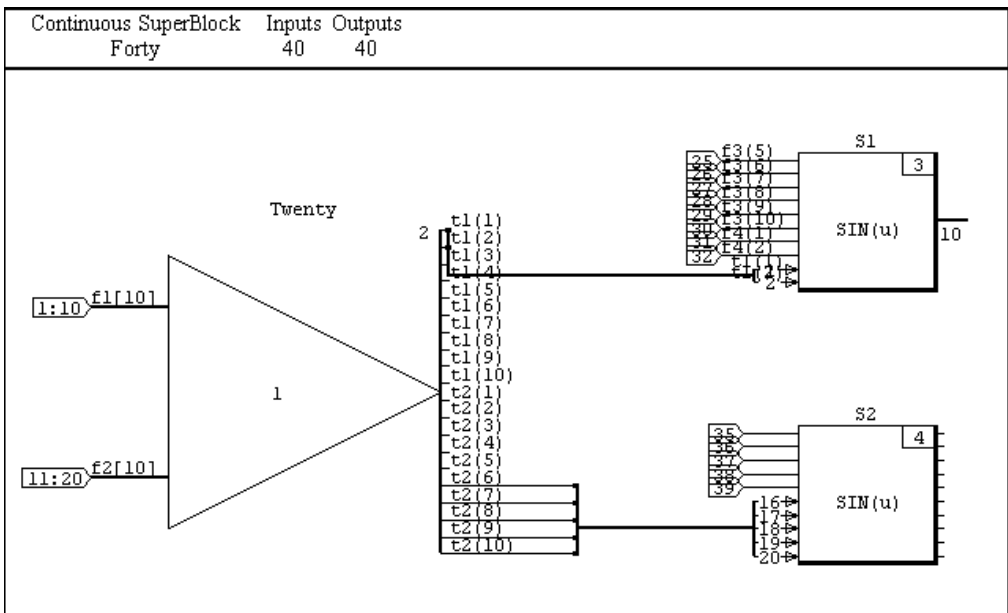 Continuous SuperBlock Inputs Outputs
Forty 40 40
Twenty
1:10 f1[10]
11:20 f2[10]
1
2
t1(1)
t1(2)
t1(3)
t1(4)
t1(5)
t1(6)
t1(7)
t1(8)
t1(9)
t1(10)
t2(1)
t2(2)
t2(3)
t2(4)
t2(5)
t2(6)
t2(7)
t2(8)
t2(9)
t2(10)
S1
3
f3(5)
25 f3(6)
26 f3(7)
27 f3(8)
28 f3(9)
29 f3(10)
30 f4(1)
31 f4(2)
32
2
SIN(u)
10
S2
4
35
36
37
38
39
16
17
18
19
20
SIN(u)